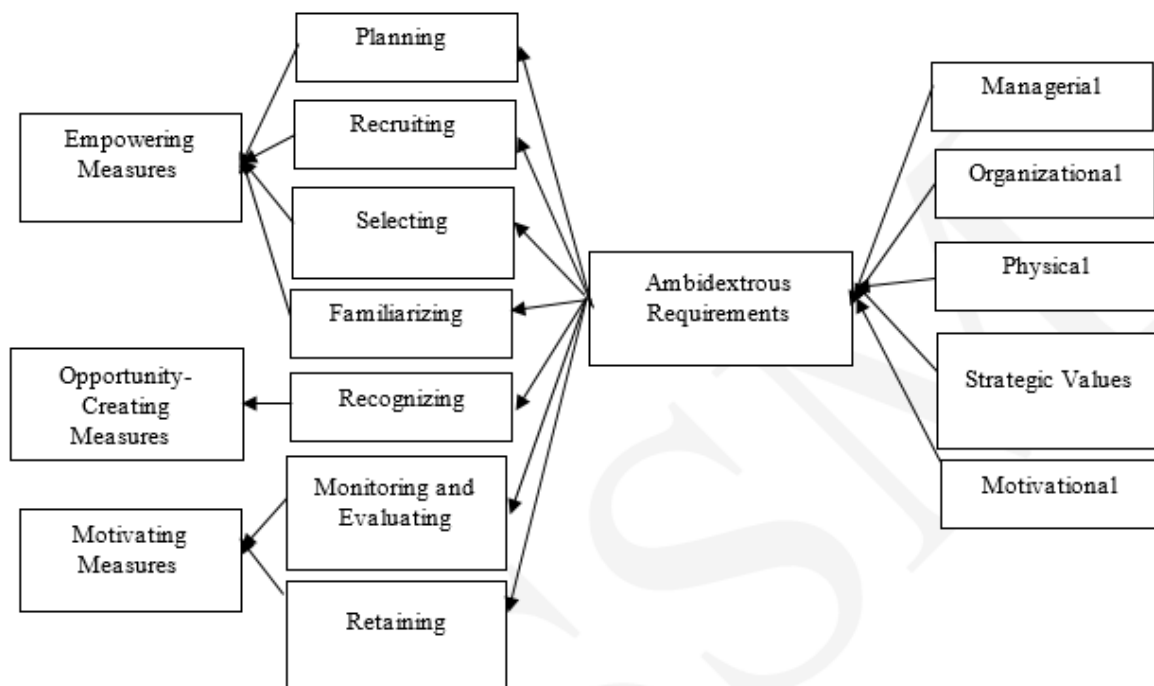 Planning
Recruiting
Empowering
Measures
Selecting
Familiarizing
Opportunity-
Creating
Measures
Recognizing
Monitoring and
Evaluating
Motivating
Measures
Retaining
Ambidextrous
Requirements
Managerial
Organizational
Physical
Strategic Values
Motivational